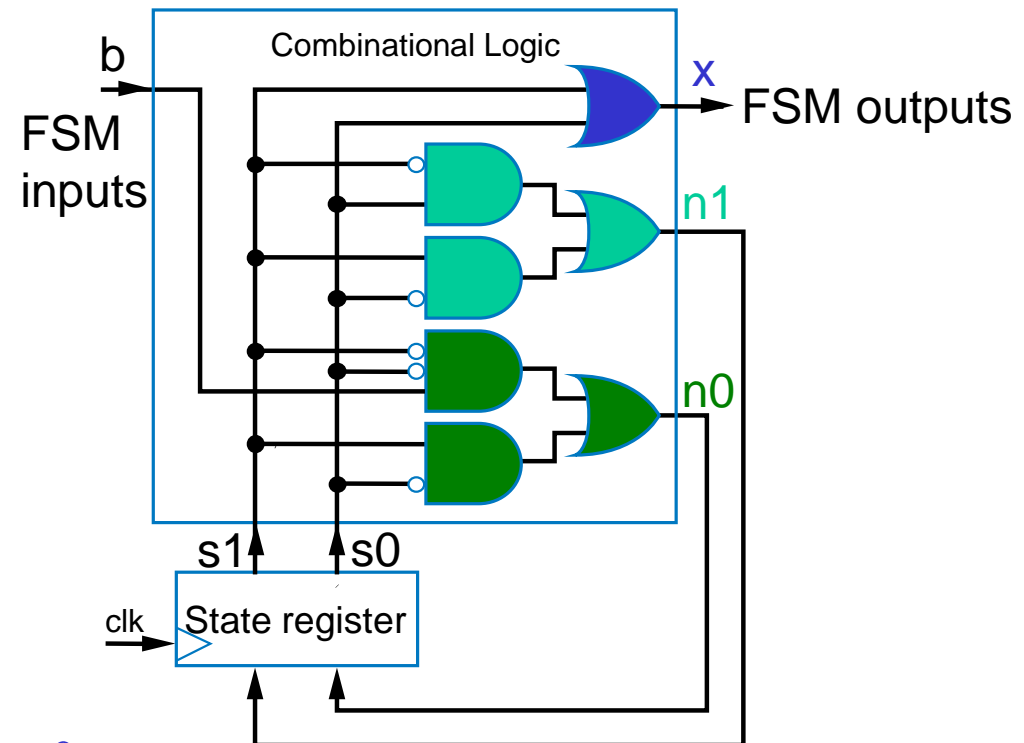 Combinational Logic
b
x
FSM outputs
FSM
inputs
n1
n0
s1
s0
clk
State register